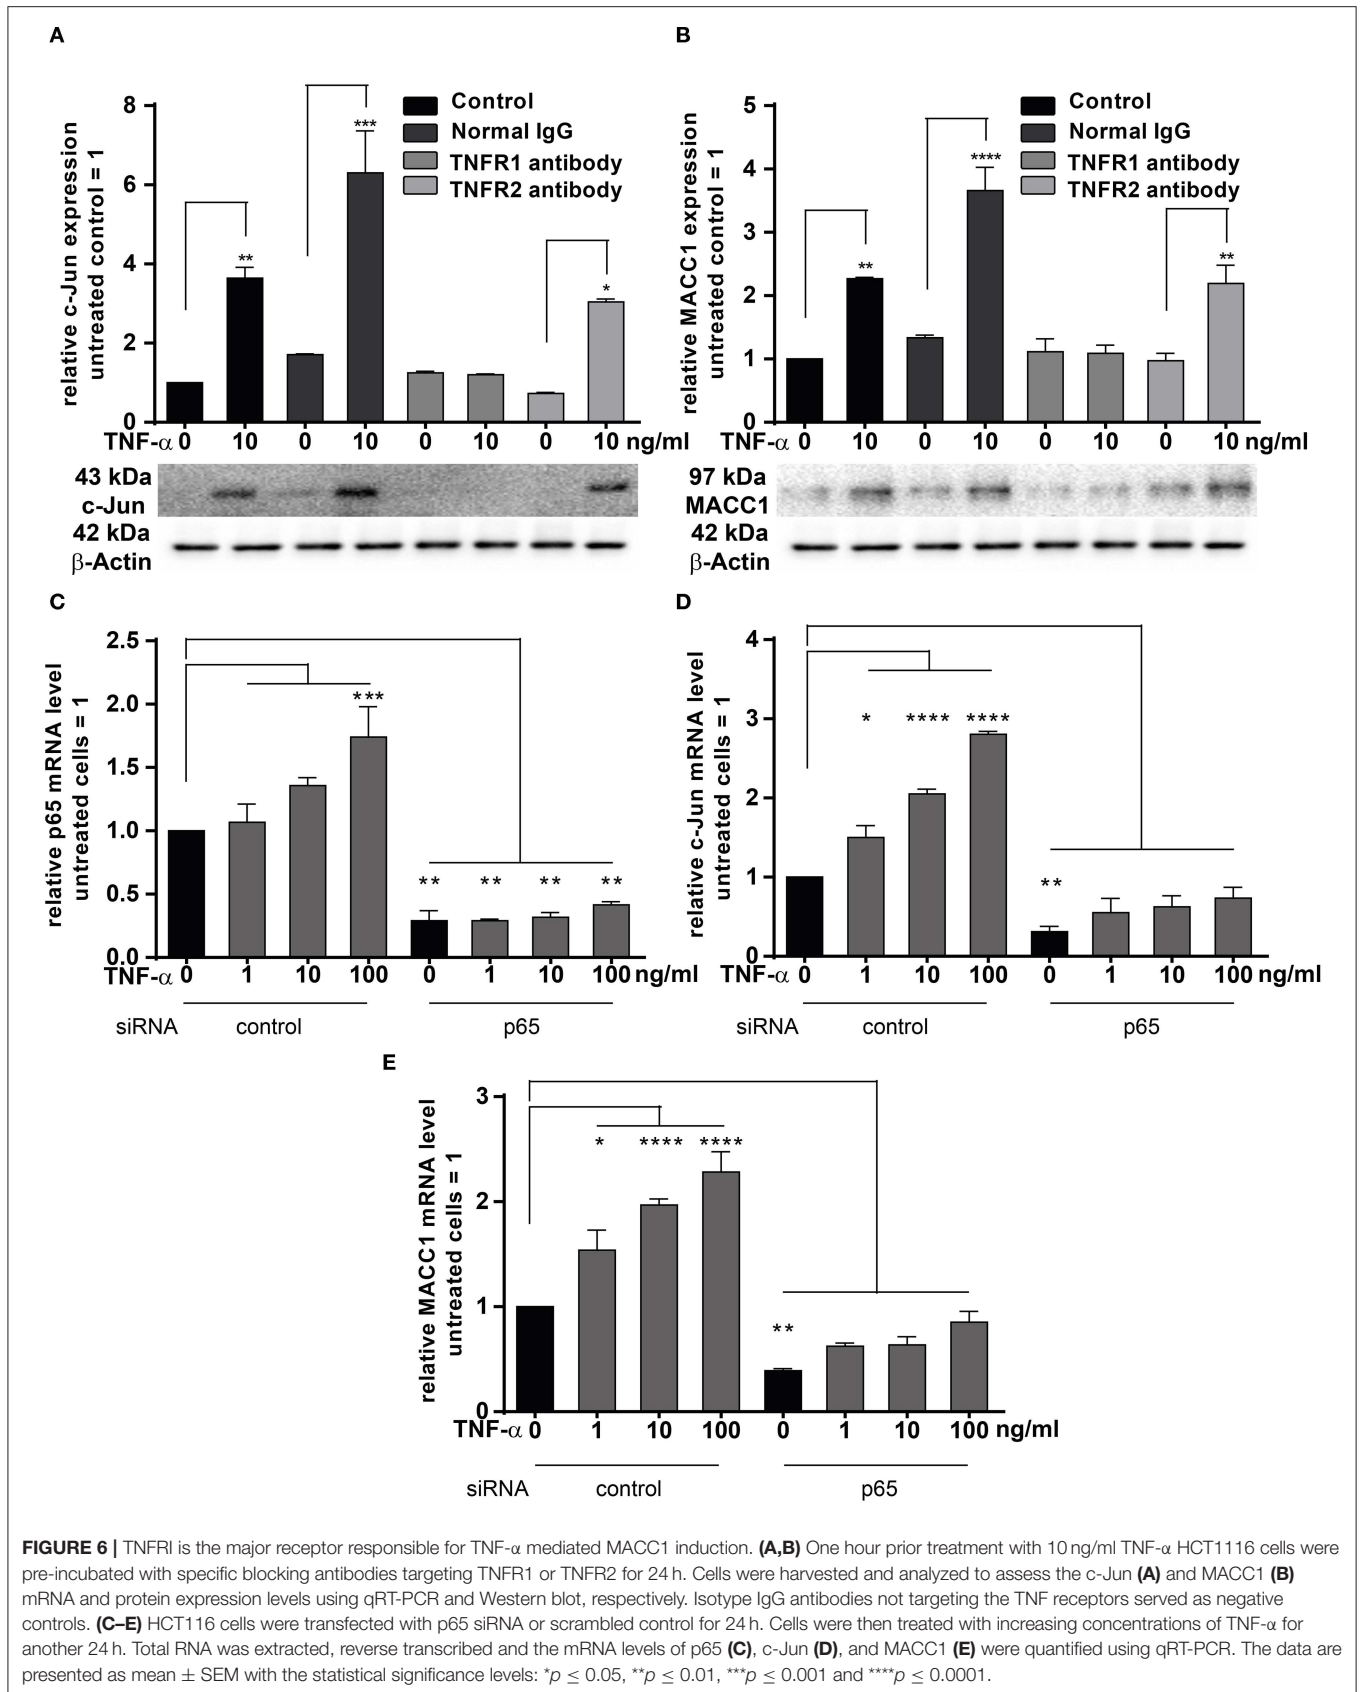 A
relative c-Jun expression
untreated control = 1
8
6
4
2
0
***
**
*
Control
Normal IgG
TNFR1 antibody
TNFR2 antibody
TNF-α 0 10 0 10 0 10 0 10 ng/ml
43 kDa
c-Jun
42 kDa
β-Actin
B
relative MACC1 expression
untreated control = 1
5
4
3
2
1
0
****
**
**
Control
Normal IgG
TNFR1 antibody
TNFR2 antibody
TNF-α 0 10 0 10 0 10 0 10 ng/ml
97 kDa
MACC1
42 kDa
β-Actin
C
relative p65 mRNA level
untreated cells = 1
2.5
2.0
1.5
1.0
0.5
0.0
***
** ** ** **
TNF-α 0 1 10 100 0 1 10 100 ng/ml
siRNA control p65
D
relative c-Jun mRNA level
untreated cells = 1
4
3
2
1
0
* **** ****
**
TNF-α 0 1 10 100 0 1 10 100 ng/ml
siRNA control p65
E
relative MACC1 mRNA level
untreated cells = 1
3
2
1
0
* **** ****
**
TNF-α 0 1 10 100 0 1 10 100 ng/ml
siRNA control p65
FIGURE 6 | TNFRI is the major receptor responsible for TNF-α mediated MACC1 induction. (A,B) One hour prior treatment with 10 ng/ml TNF-α HCT1116 cells were
pre-incubated with specific blocking antibodies targeting TNFR1 or TNFR2 for 24 h. Cells were harvested and analyzed to assess the c-Jun (A) and MACC1 (B)
mRNA and protein expression levels using qRT-PCR and Western blot, respectively. Isotype IgG antibodies not targeting the TNF receptors served as negative
controls. (C–E) HCT116 cells were transfected with p65 siRNA or scrambled control for 24 h. Cells were then treated with increasing concentrations of TNF-α for
another 24 h. Total RNA was extracted, reverse transcribed and the mRNA levels of p65 (C), c-Jun (D), and MACC1 (E) were quantified using qRT-PCR. The data are
presented as mean ± SEM with the statistical significance levels: *p ≤ 0.05, **p ≤ 0.01, ***p ≤ 0.001 and ****p ≤ 0.0001.